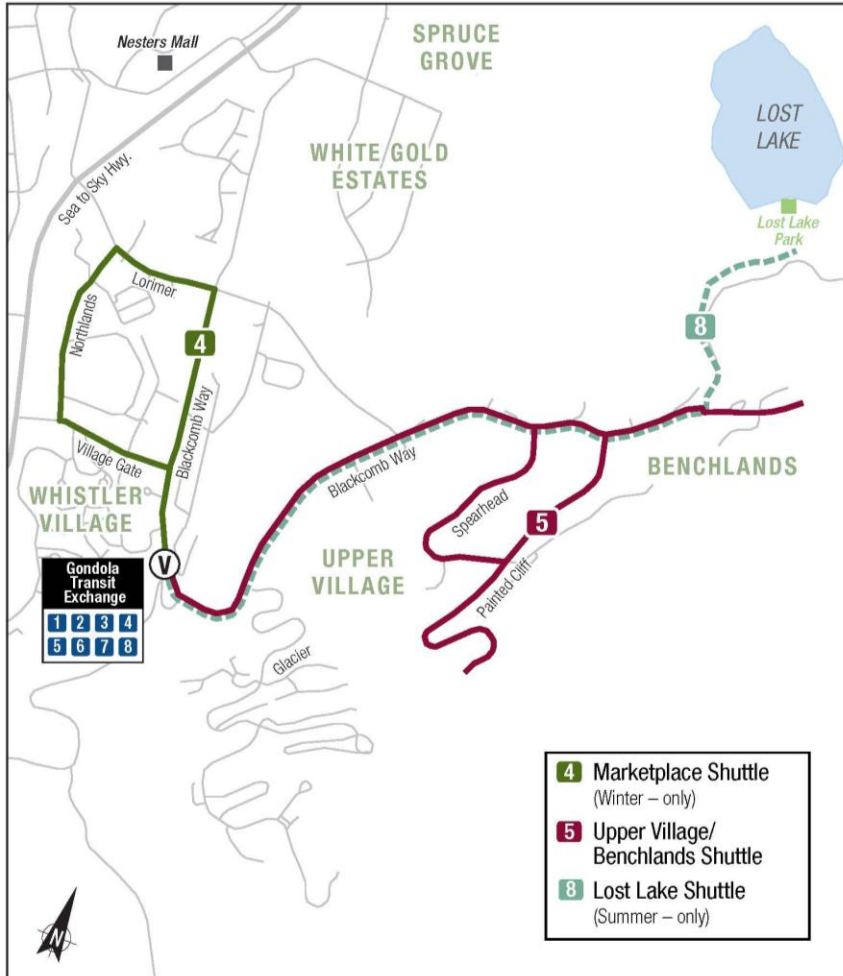 Nesters Mall
SPRUCE
GROVE
LOST
LAKE
WHITE GOLD
ESTATES
Sea to Sky Hwy.
Lost Lake
Park
Lorimer
Northlands
8
4
Blackcomb Way
Village Gate
Blackcomb Way
BENCHLANDS
WHISTLER
VILLAGE
Spearhead
5
UPPER
VILLAGE
Painted Cliff
V
Gondola
Transit
Exchange
1 2 3 4
5 6 7 8
Glacier
4 Marketplace Shuttle
(Winter – only)
5 Upper Village/
Benchlands Shuttle
8 Lost Lake Shuttle
(Summer – only)
N